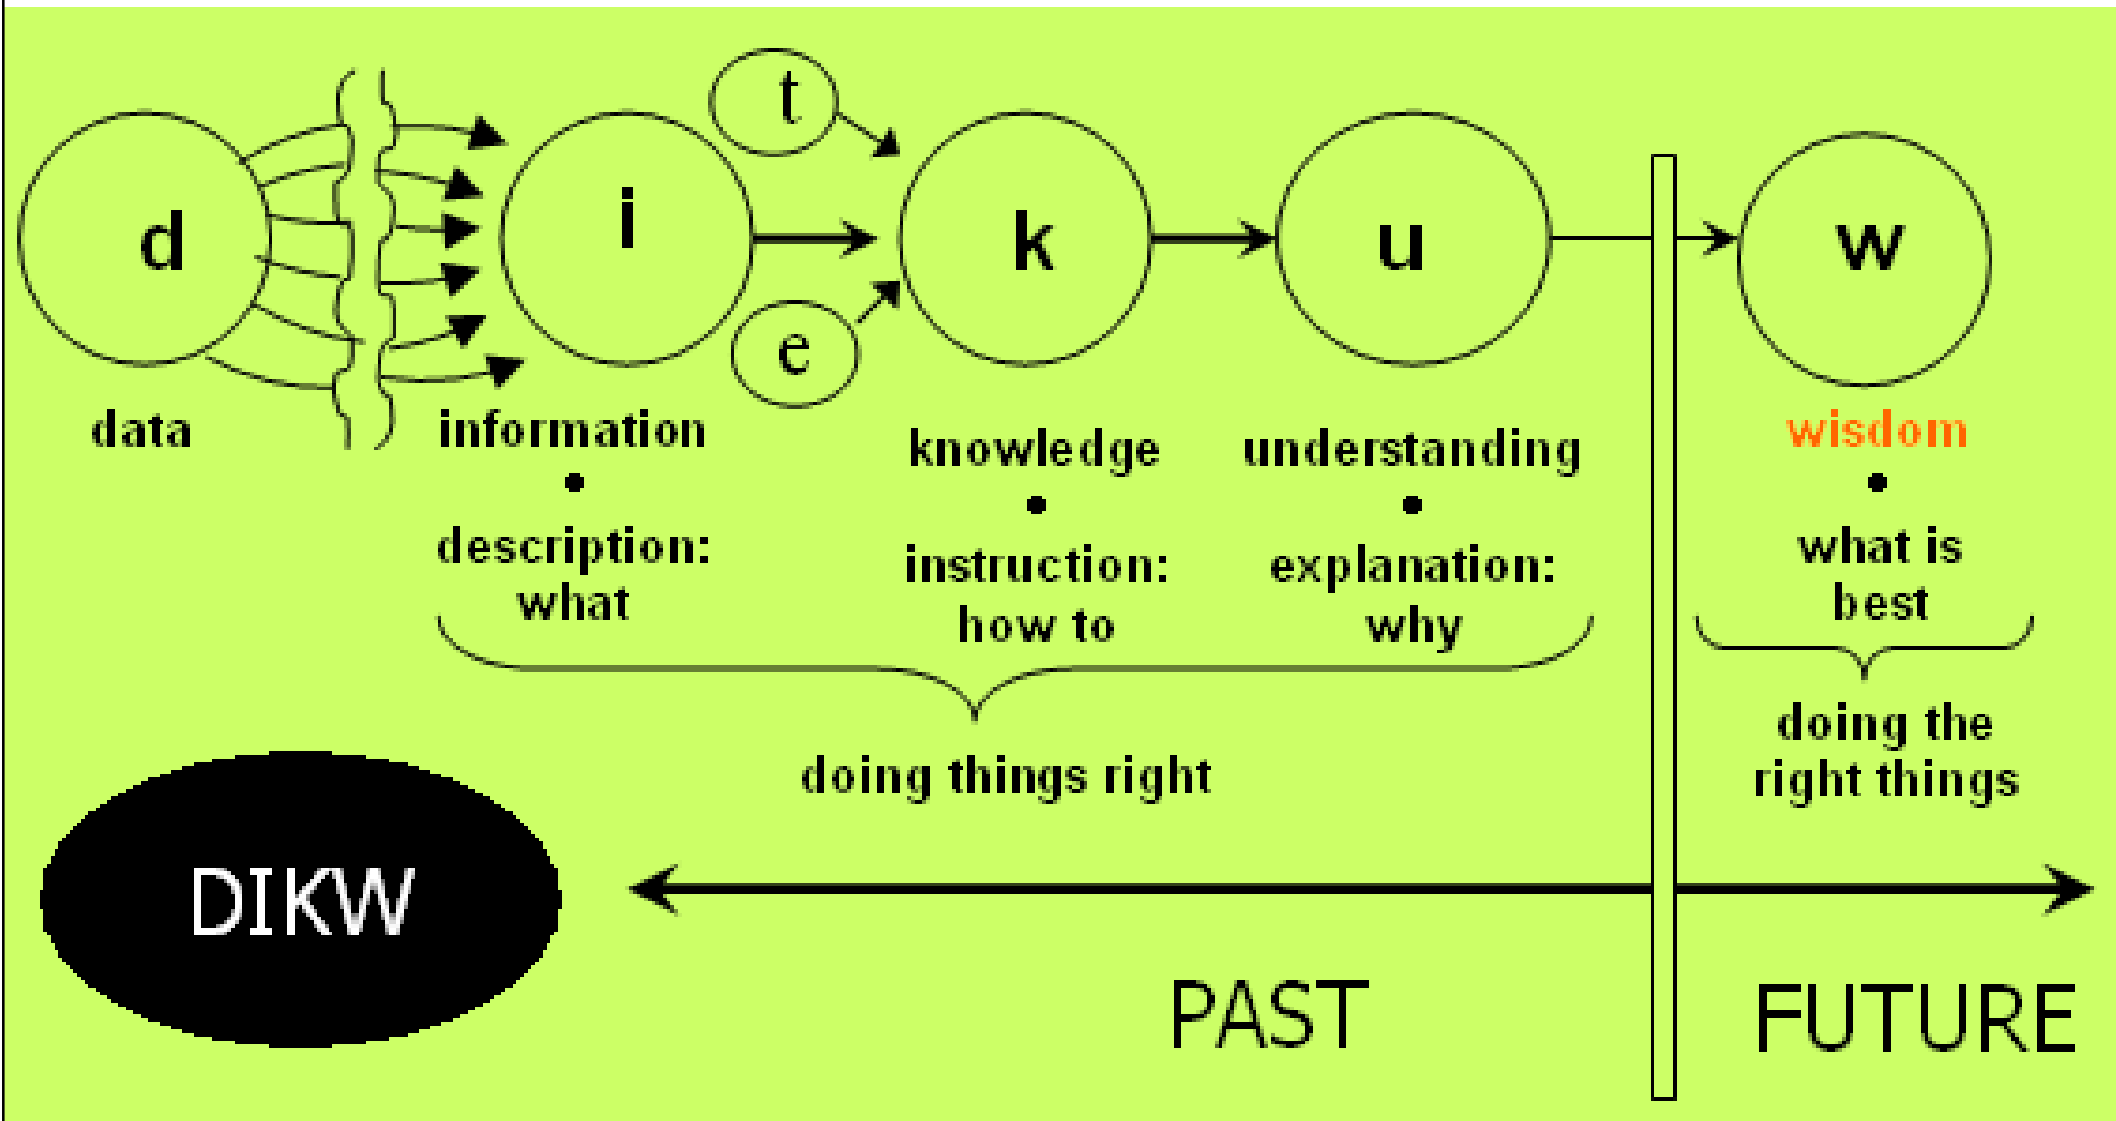 d
i
t
e
k
u
w
data
information
•
description:
what
knowledge
•
instruction:
how to
understanding
•
explanation:
why
wisdom
•
what is
best
doing things right
doing the
right things
DIKW
PAST
FUTURE